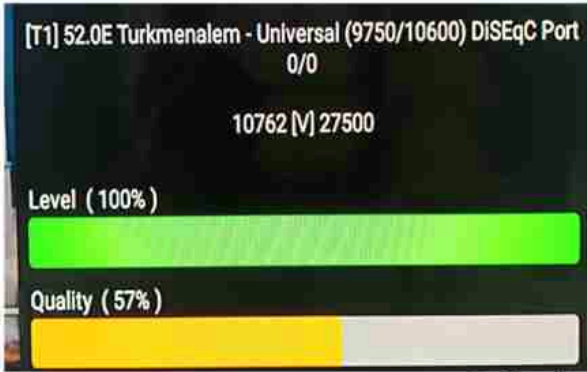 [T1] 52.0E Turkmenalem - Universal (9750/10600) DiSEqC Port
0/0
10762 [V] 27500
Level ( 100% )
Quality ( 57% )